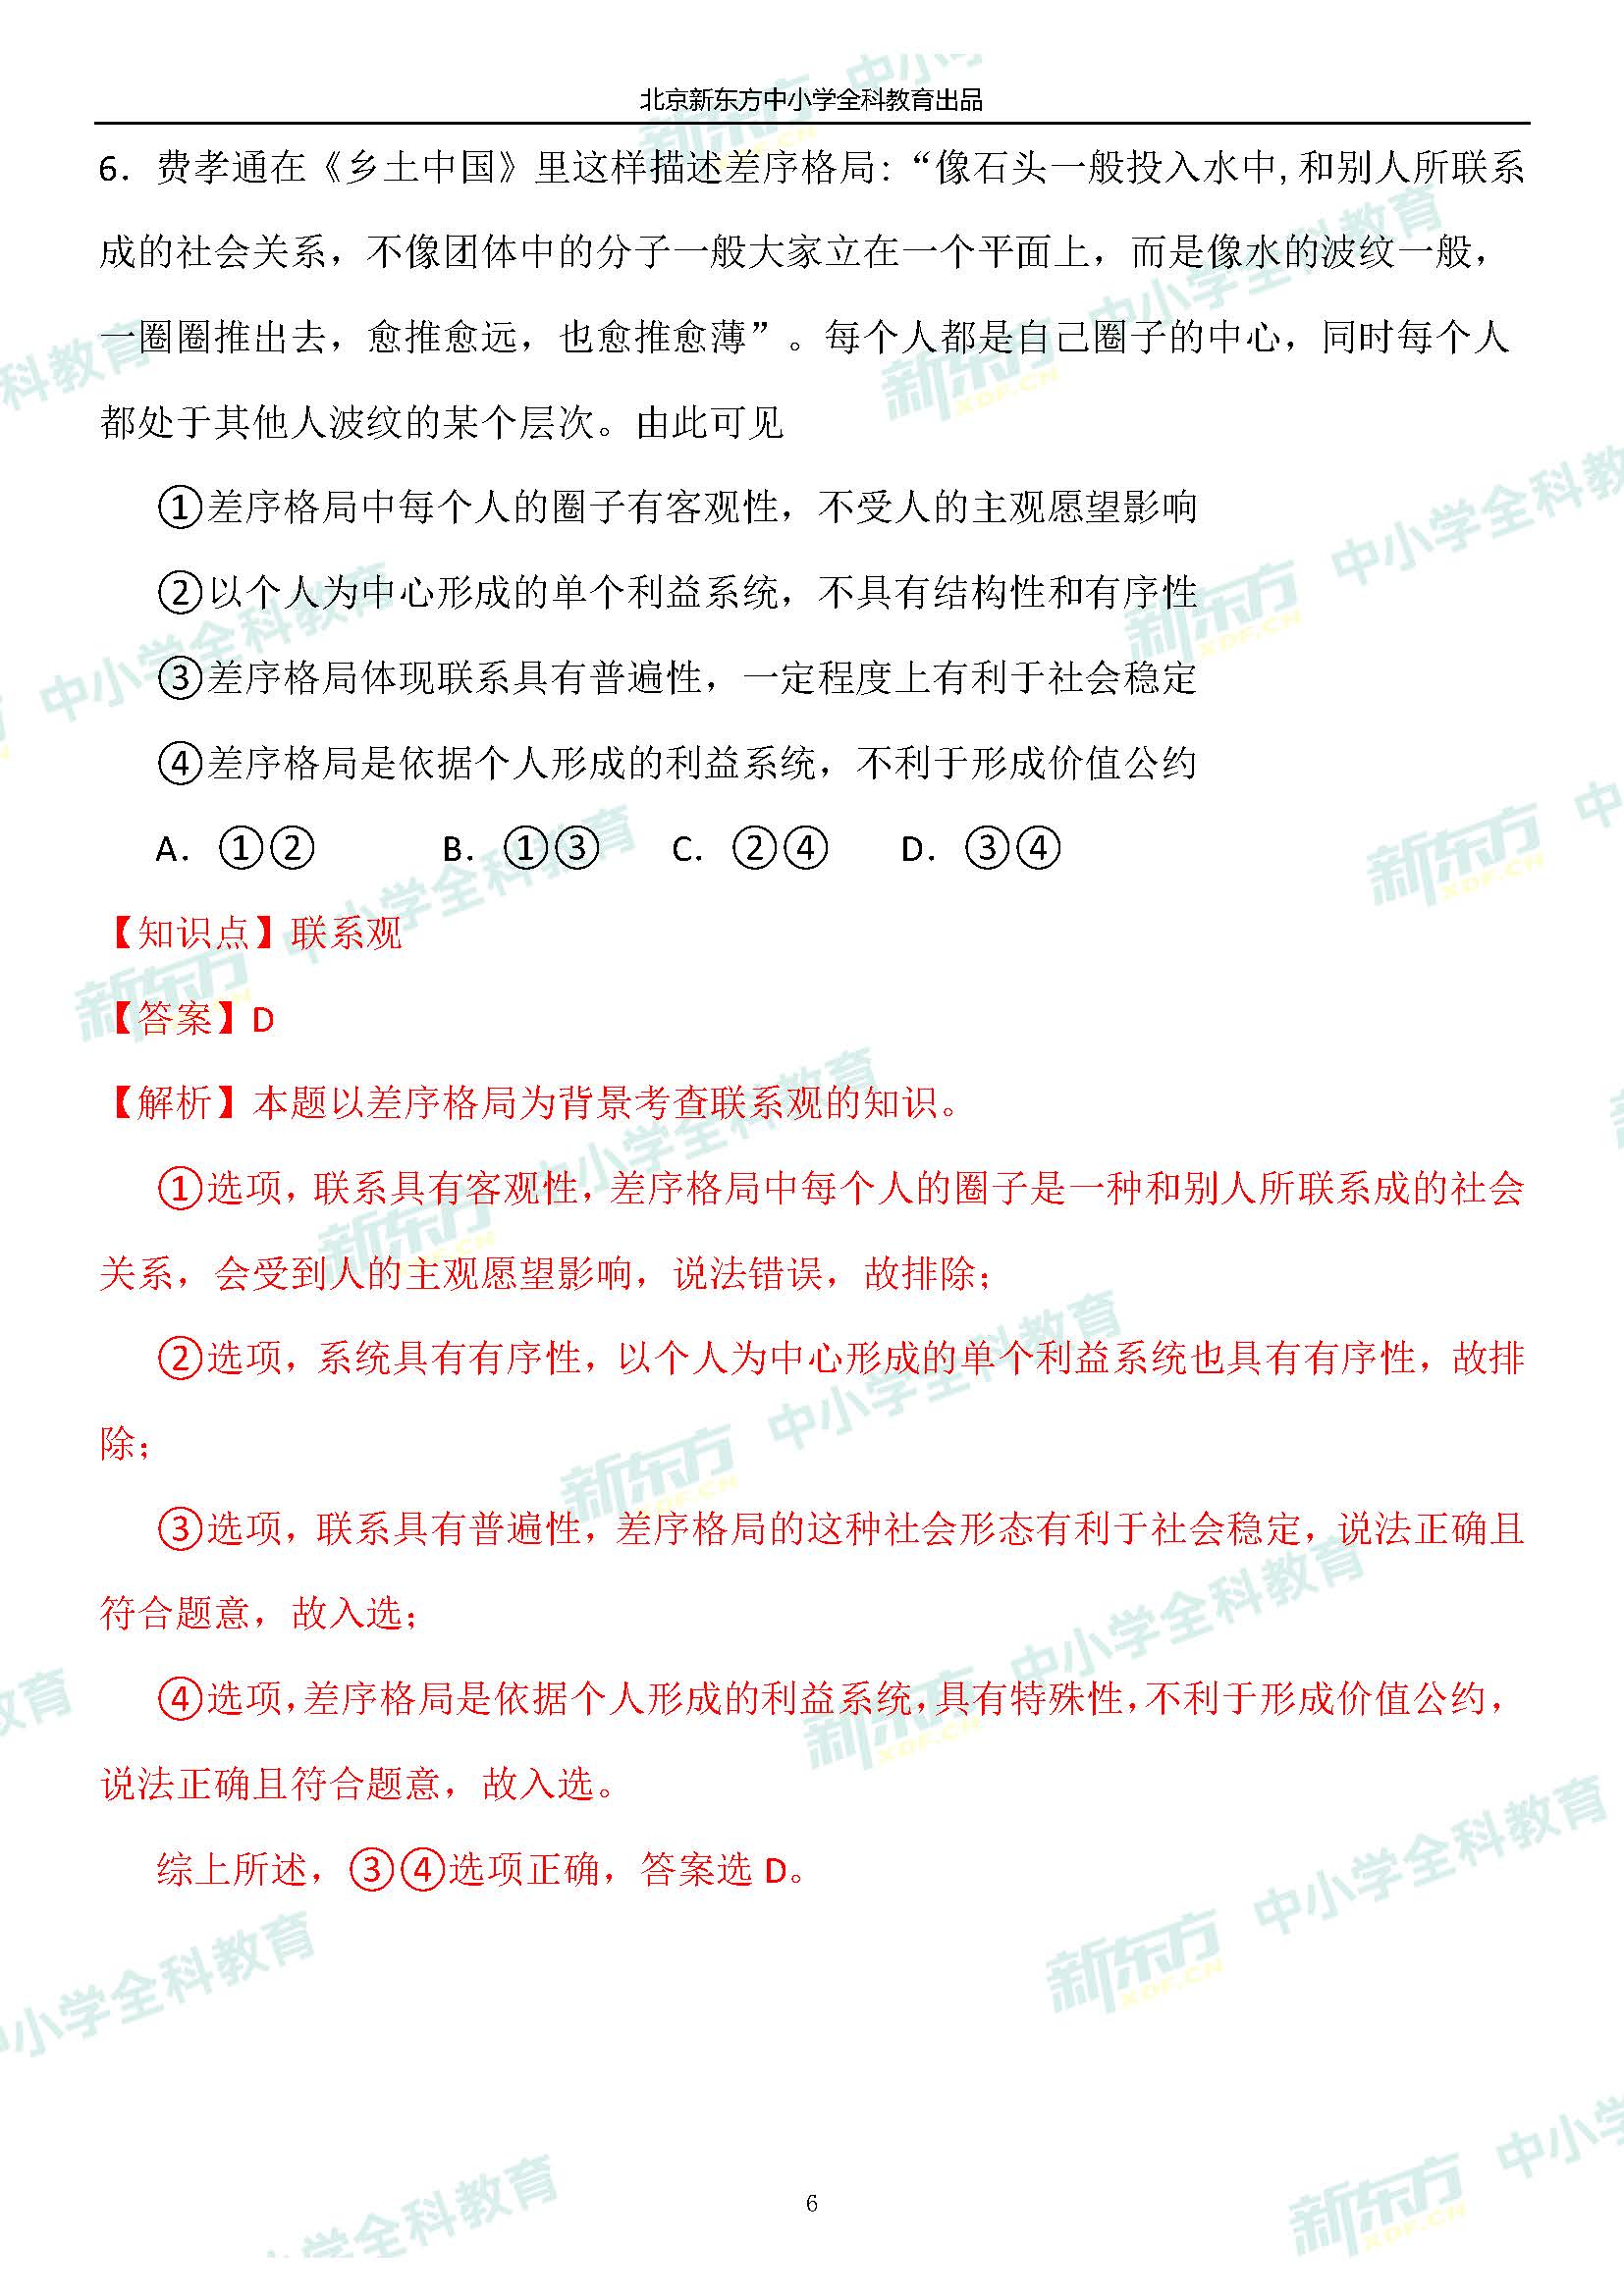 北京新东方中小学全科教育出品
6. 费孝通在《乡土中国》里这样描述差序格局:“像石头一般投入水中,和别人所联系
成的社会关系，不像团体中的分子一般大家立在一个平面上，而是像水的波纹一般，
一圈圈推出去，愈推愈远，也愈推愈薄”。每个人都是自己圈子的中心，同时每个人
都处于其他人波纹的某个层次。由此可见
①差序格局中每个人的圈子有客观性，不受人的主观愿望影响
②以个人为中心形成的单个利益系统，不具有结构性和有序性
③差序格局体现联系具有普遍性，一定程度上有利于社会稳定
④差序格局是依据个人形成的利益系统，不利于形成价值公约
A. ①② B. ①③ C. ②④ D. ③④
【知识点】联系观
【答案】D
【解析】本题以差序格局为背景考查联系观的知识。
①选项，联系具有客观性，差序格局中每个人的圈子是一种和别人所联系成的社会
关系，会受到人的主观愿望影响，说法错误，故排除；
②选项，系统具有有序性，以个人为中心形成的单个利益系统也具有有序性，故排
除；
③选项，联系具有普遍性，差序格局的这种社会形态有利于社会稳定，说法正确且
符合题意，故入选；
④选项，差序格局是依据个人形成的利益系统，具有特殊性，不利于形成价值公约，
说法正确且符合题意，故入选。
综上所述，③④选项正确，答案选 D。
6
新东方 XDF.CN 中小学全科教育